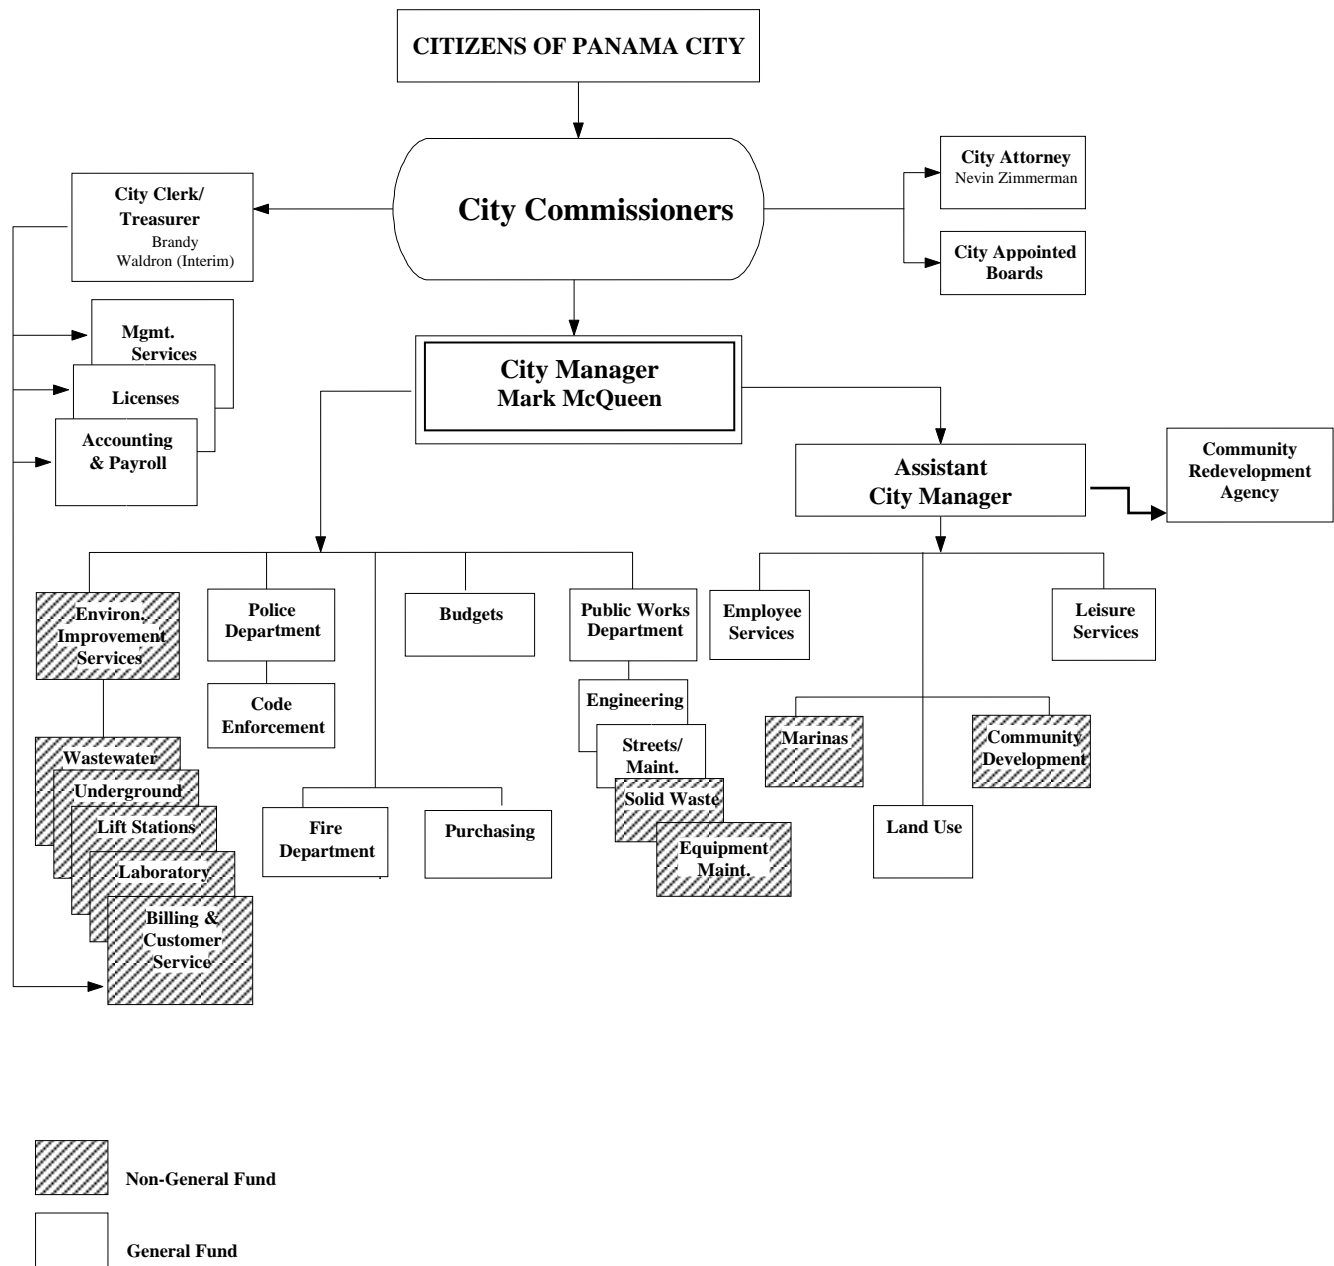 CITIZENS OF PANAMA CITY
City Commissioners
City Attorney
Nevin Zimmerman
City Appointed
Boards
City Clerk/
Treasurer
Brandy
Waldron (Interim)
Mgmt.
Services
Licenses
Accounting
& Payroll
City Manager
Mark McQueen
Assistant
City Manager
Community
Redevelopment
Agency
Environ.
Improvement
Services
Police
Department
Budgets
Public Works
Department
Employee
Services
Leisure
Services
Code
Enforcement
Engineering
Streets/
Maint.
Solid Waste
Equipment
Maint.
Marinas
Community
Development
Land Use
Wastewater
Underground
Lift Stations
Laboratory
Billing &
Customer
Service
Fire
Department
Purchasing
Non-General Fund
General Fund